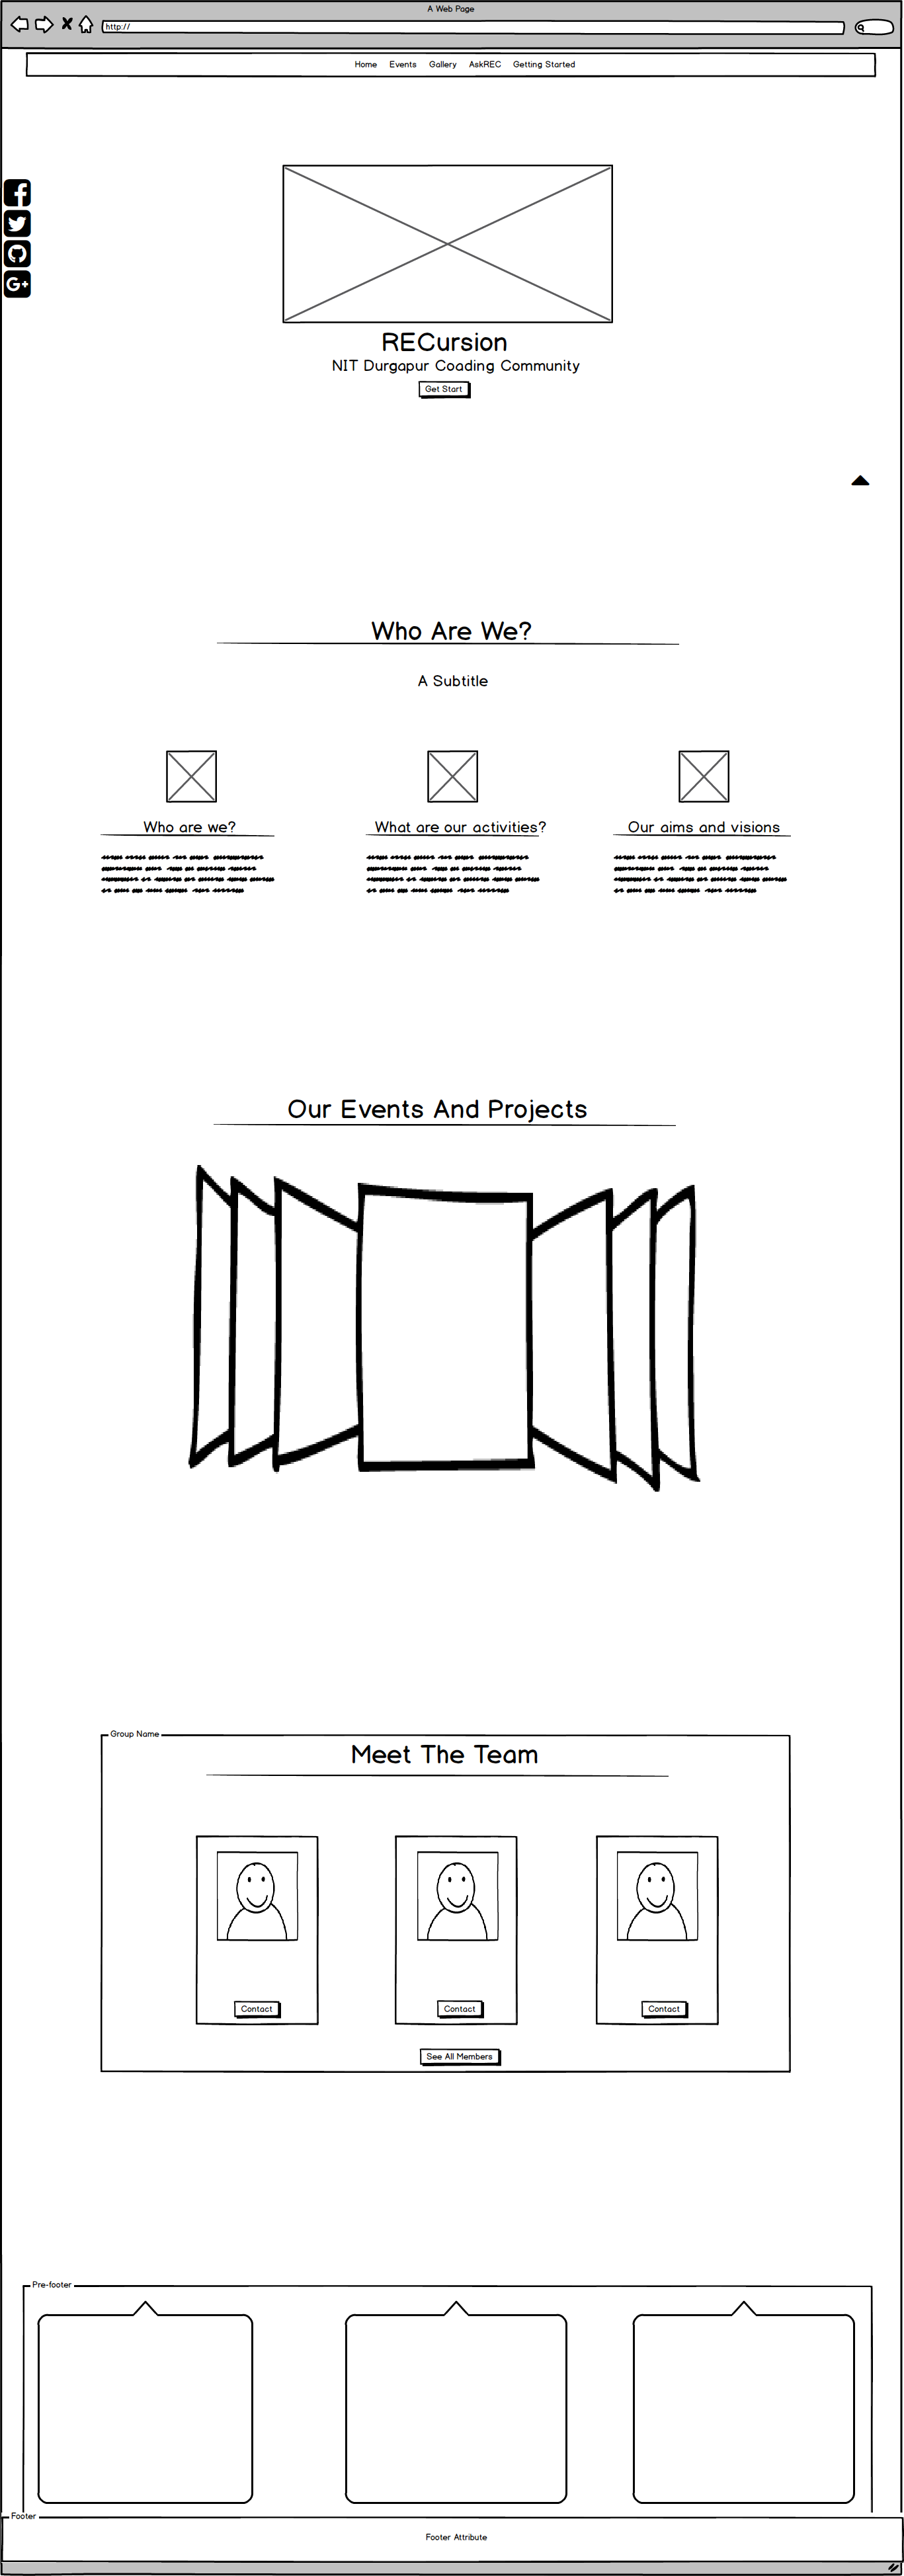 A Web Page
http://
Home Events Gallery AskREC Getting Started
RECursion
NIT Durgapur Coading Community
Get Start
Who Are We?
A Subtitle
Who are we? What are our activities? Our aims and visions
Our Events And Projects
Group Name
Meet The Team
Contact Contact Contact
See All Members
Pre-footer
Footer
Footer Attribute